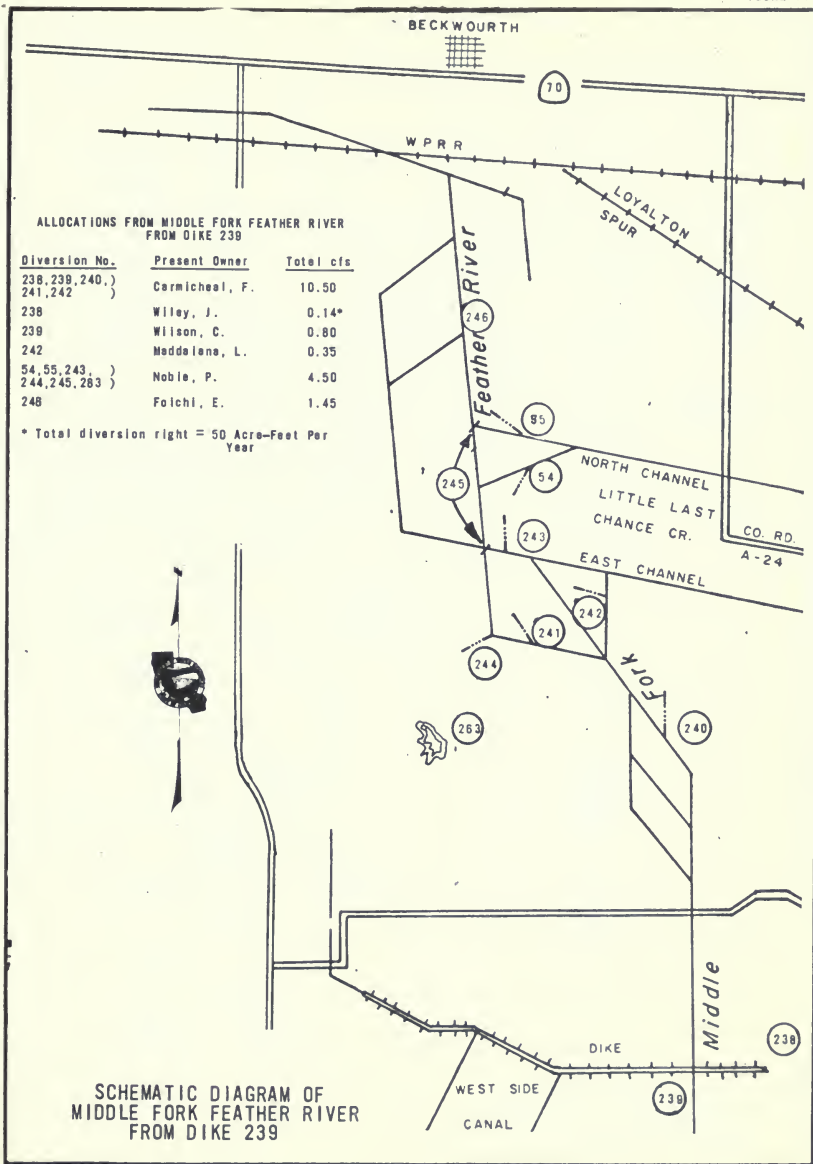 BECKWOURTH
70
WPRR
LOYALTON
SPUR
ALLOCATIONS FROM MIDDLE FORK FEATHER RIVER
FROM DIKE 239
Diversion No. Present Owner Total cfs
238,239,240,)
241,242 ) Carmicheal, F. 10.50
238 Wiley, J. 0.14*
239 Wilson, C. 0.80
242 Maddalena, L. 0.35
54,55,243, )
244,245,263 ) Noble, P. 4.50
246 Folchi, E. 1.45
* Total diversion right = 50 Acre-Feet Per
Year
Feather River
246
55
245
54
NORTH CHANNEL
LITTLE LAST
CHANCE CR.
CO. RD.
A-24
243
EAST CHANNEL
242
241
244
Fork
240
263
Middle
238
DIKE
239
WEST SIDE
CANAL
SCHEMATIC DIAGRAM OF
MIDDLE FORK FEATHER RIVER
FROM DIKE 239